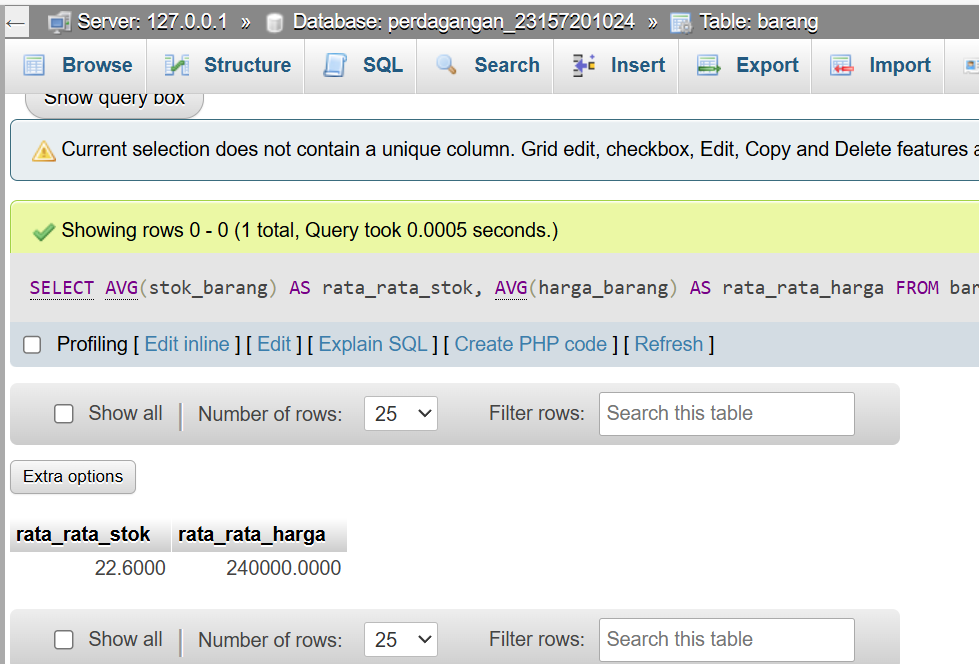 ← Server: 127.0.0.1 » Database: perdagangan_23157201024 » Table: barang
Browse Structure SQL Search Insert Export Import
Show query box
Current selection does not contain a unique column. Grid edit, checkbox, Edit, Copy and Delete features a
Showing rows 0 - 0 (1 total, Query took 0.0005 seconds.)
SELECT AVG(stok_barang) AS rata_rata_stok, AVG(harga_barang) AS rata_rata_harga FROM bar
Profiling [ Edit inline ] [ Edit ] [ Explain SQL ] [ Create PHP code ] [ Refresh ]
Show all | Number of rows: 25 Filter rows: Search this table
Extra options
rata_rata_stok rata_rata_harga
22.6000 240000.0000
Show all | Number of rows: 25 Filter rows: Search this table